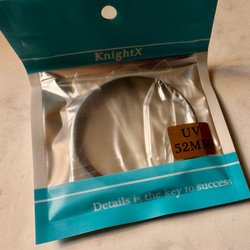 KnightX
UV
52MM
Details is the key to success